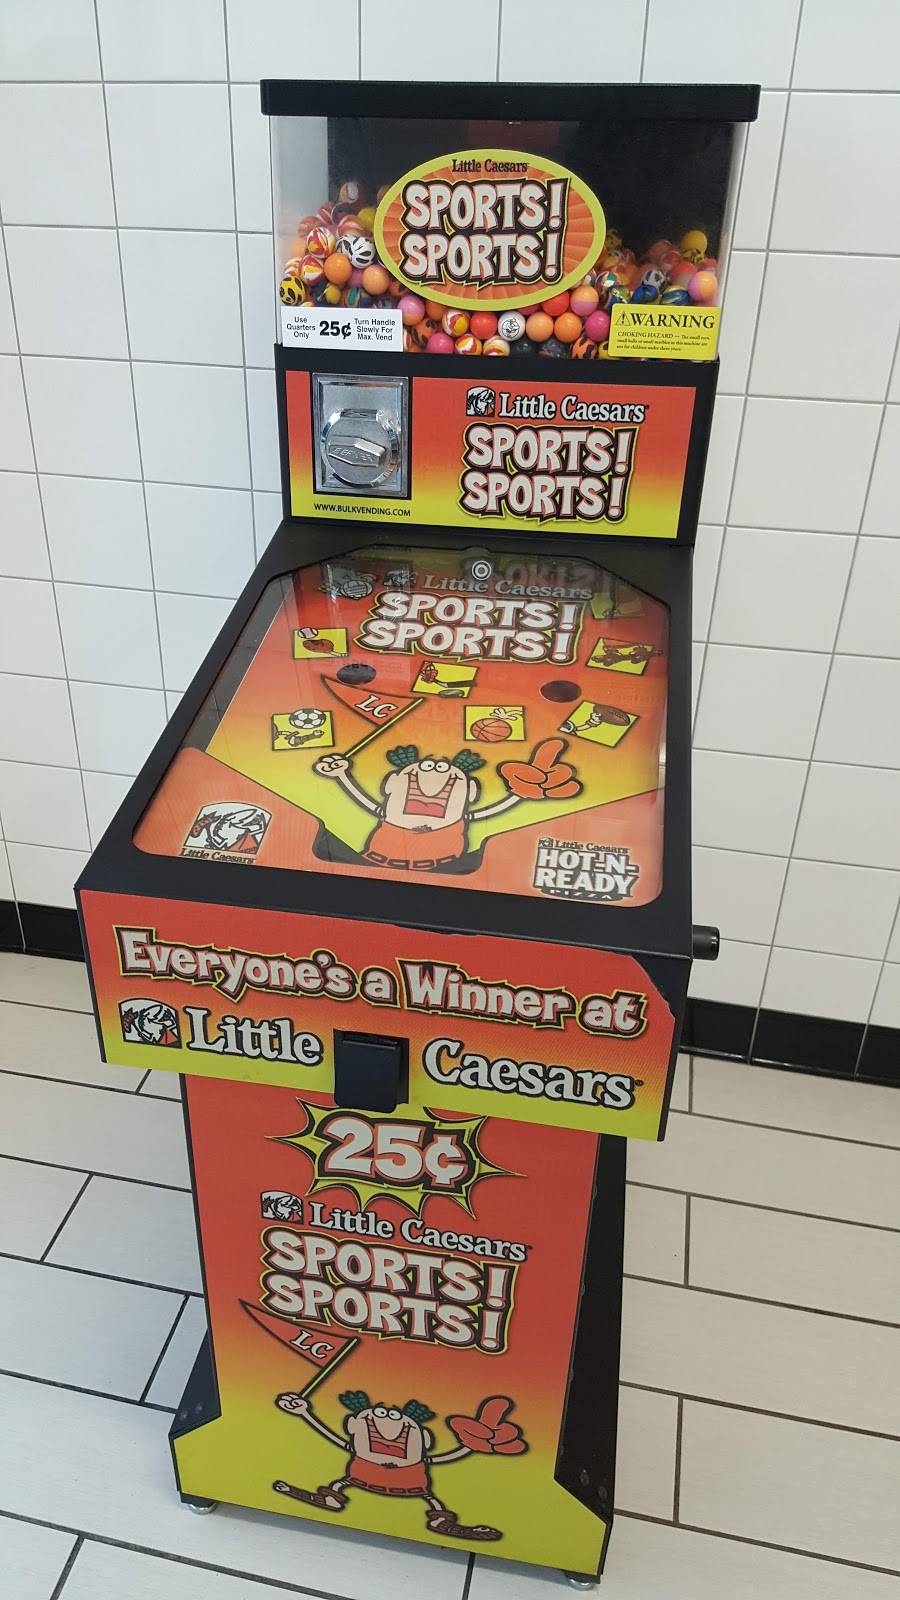 Little Caesars
SPORTS!
SPORTS!
Use
Quarters
Only
25¢
Turn Handle
Slowly For
Max. Vend
WARNING
CHOKING HAZARD
Little Caesars
SPORTS!
SPORTS!
WWW.BULKVENDING.COM
Little Caesars
SPORTS!
SPORTS!
LC
Little Caesars
Little Caesars
HOT-N-
READY
PIZZA
Everyone's a Winner at
Little Caesars
25¢
Little Caesars
SPORTS!
SPORTS!
LC